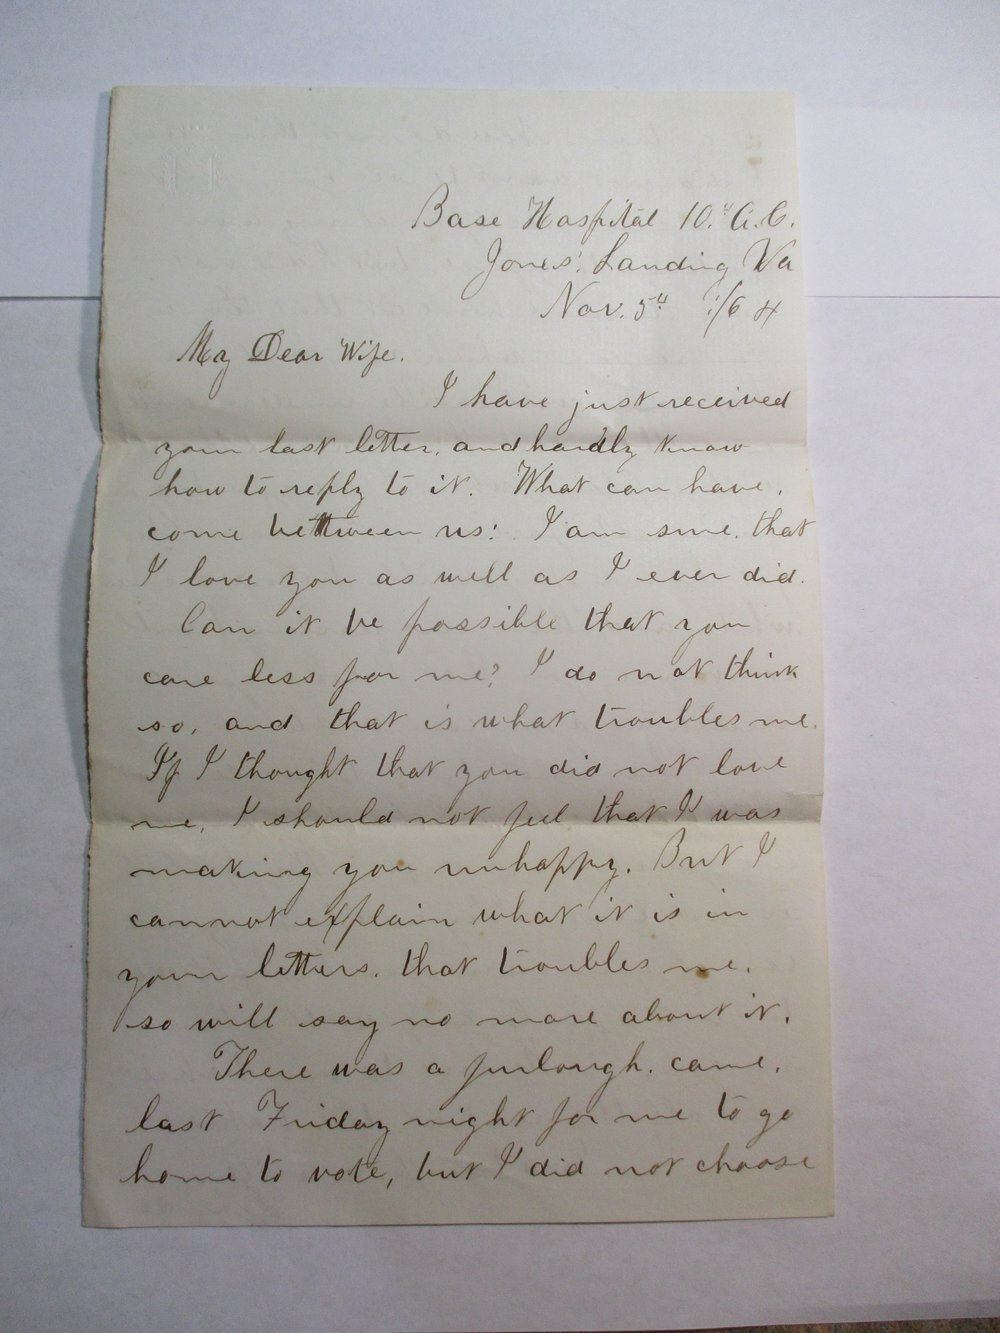 Base Hospital 10.th A.C.
Jones' Landing Va
Nov. 5th /64
My Dear Wife.
I have just received
your last letter, and hardly know
how to reply to it. What can have,
come between us: I am sure, that
I love you as well as I ever did.
Can it be possible that you
care less for me? I do not think
so, and that is what troubles me.
If I thought that you did not love
me, I should not feel that I was
making you unhappy. But I
cannot explain what it is in
your letters, that troubles me,
so will say no more about it.
There was a furlough, came,
last Friday night for me to go
home to vote, but I did not choose